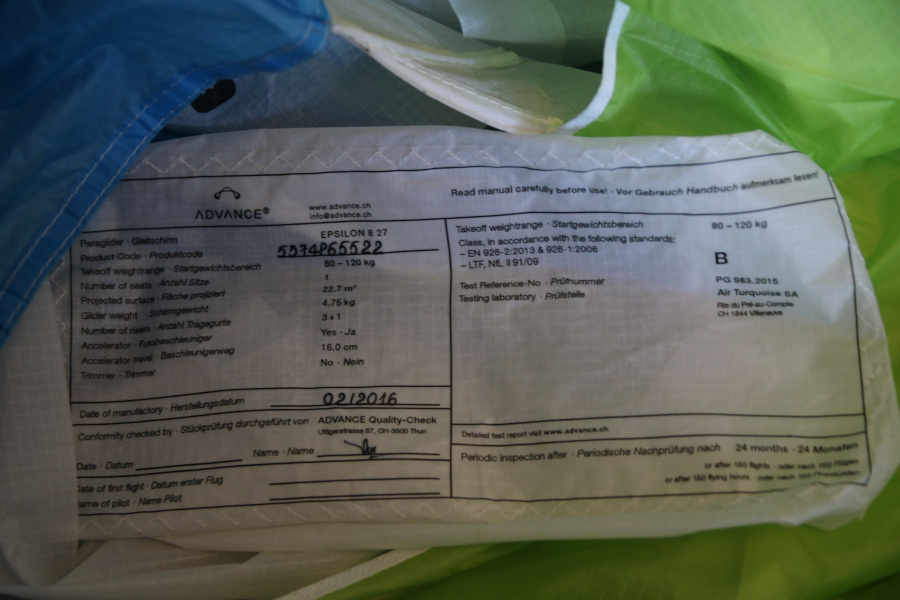 ADVANCE®
www.advance.ch
info@advance.ch
Read manual carefully before use! · Vor Gebrauch Handbuch aufmerksam lesen!
Paraglider · Gleitschirm EPSILON 8 27
Product Code · Produktcode 5374P65522
Takeoff weightrange · Startgewichtsbereich 80 – 120 kg
Number of seats · Anzahl Sitze 1
Projected surface · Fläche projiziert 22.7 m²
Glider weight · Schirmgewicht 4.75 kg
Number of risers · Anzahl Tragegurte 3 + 1
Accelerator · Fussbeschleuniger Yes · Ja
Accelerator travel · Beschleunigerweg 16.0 cm
Trimmer · Trimmer No · Nein
Date of manufactory · Herstellungsdatum 02/2016
Conformity checked by · Stückprüfung durchgeführt von ADVANCE Quality-Check
Uttigenstrasse 87, CH-3600 Thun
Date · Datum Name · Name
Date of first flight · Datum erster Flug
Name of pilot · Name Pilot
Takeoff weightrange · Startgewichtsbereich 80 – 120 kg
Class, in accordance with the following standards:
– EN 926-2:2013 & 926-1:2006 B
– LTF, NfL II 91/09
Test Reference-No · Prüfnummer PG 983.2015
Testing laboratory · Prüfstelle Air Turquoise SA
Rte du Pré-au-Comte
CH 1844 Villeneuve
Detailed test report visit www.advance.ch
Periodic inspection after · Periodische Nachprüfung nach 24 months · 24 Monaten
or after 150 flights · oder nach 150 Flügen
or after 150 flying hours · oder nach 150 Flugstunden